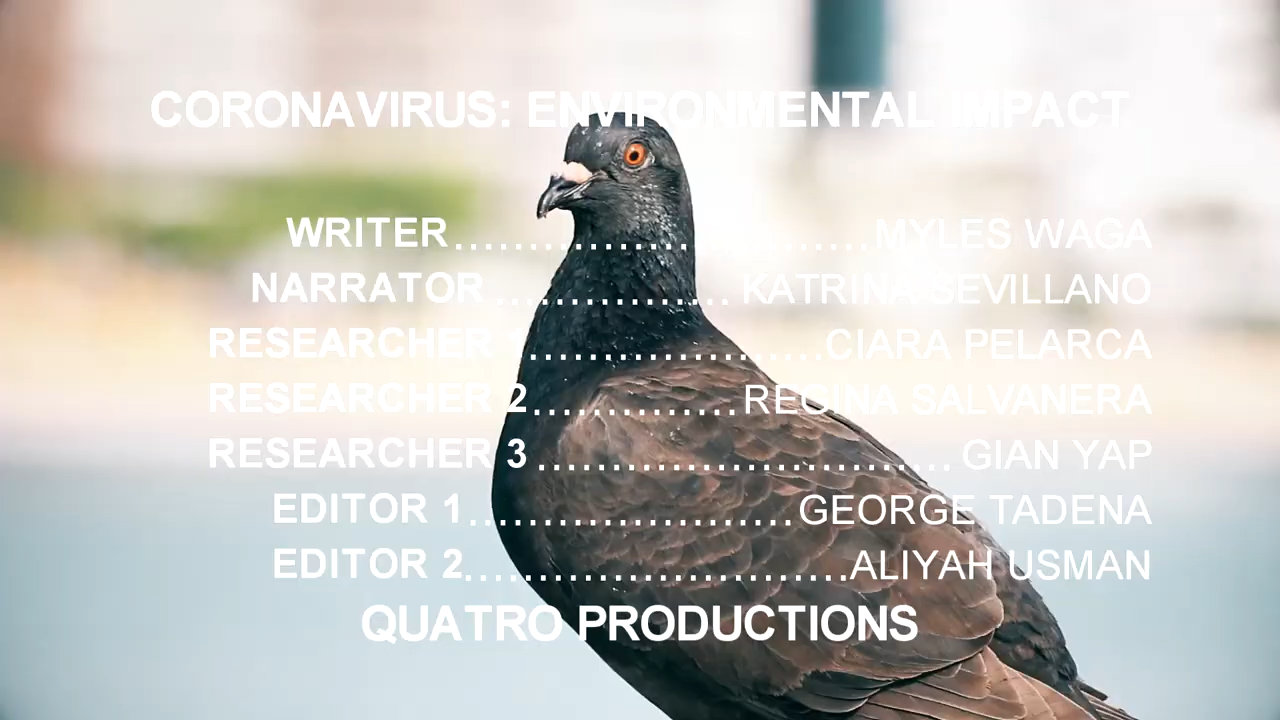 CORONAVIRUS: ENVIRONMENTAL IMPACT
WRITER..............................MYLES WAGA
NARRATOR ................. KATRINA SEVILLANO
RESEARCHER 1......................CIARA PELARCA
RESEARCHER 2...............REGINA SALVANERA
RESEARCHER 3 .............................. GIAN YAP
EDITOR 1........................GEORGE TADENA
EDITOR 2............................ALIYAH USMAN
QUATRO PRODUCTIONS